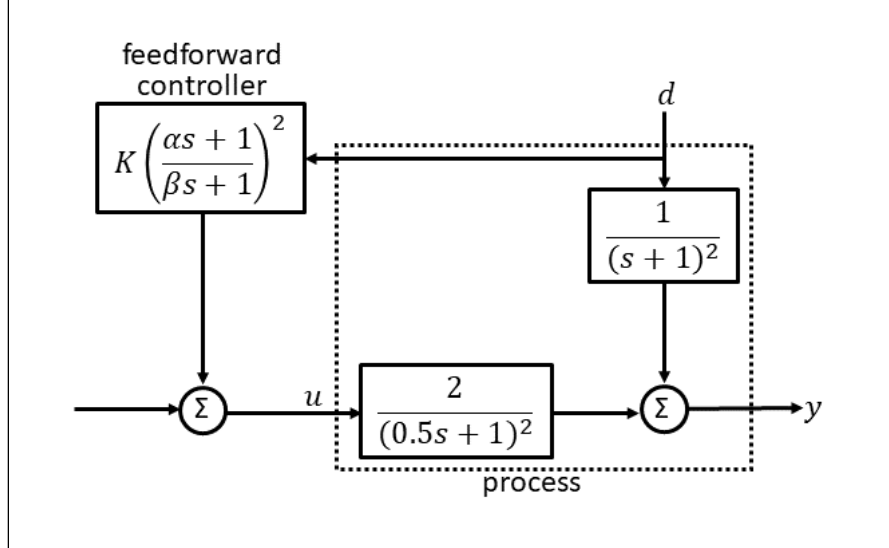 feedforward
controller
d
K((αs + 1)/(βs + 1))²
1/(s + 1)²
Σ
u
2/(0.5s + 1)²
Σ
y
process